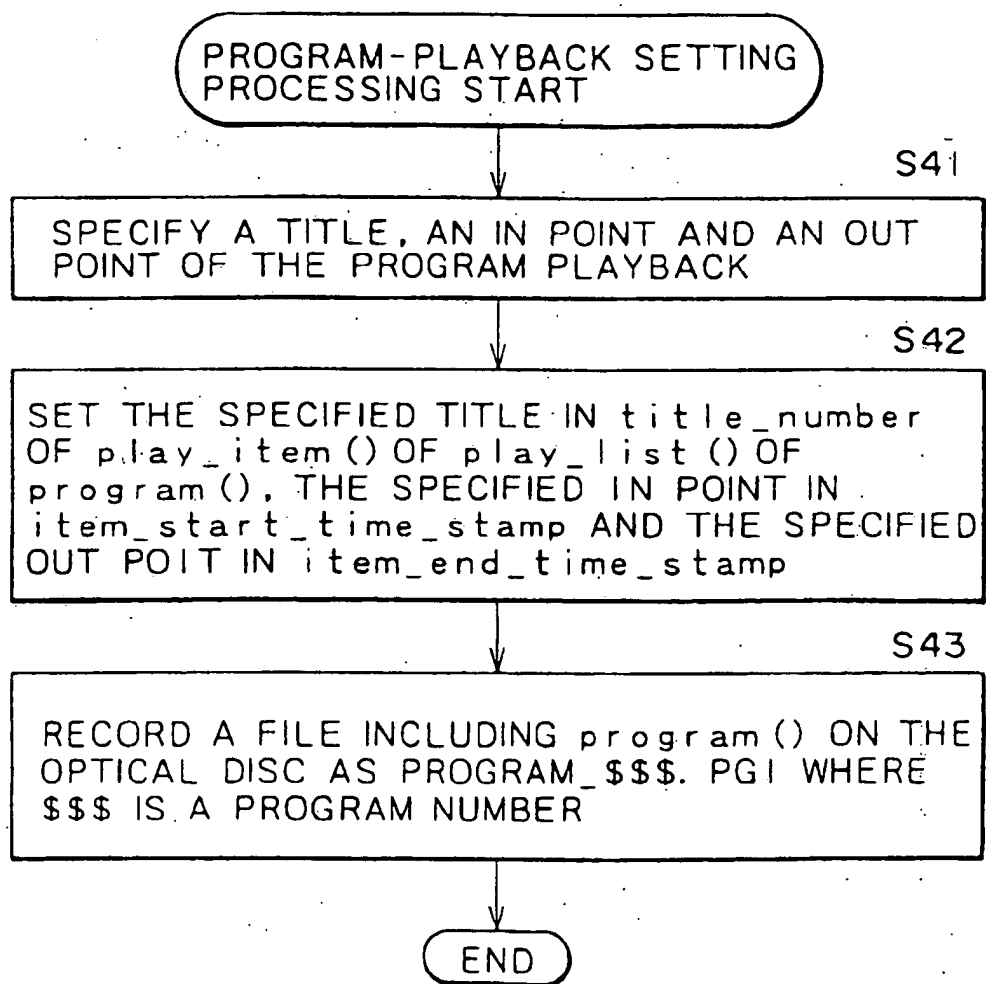 PROGRAM-PLAYBACK SETTING
PROCESSING START
S41
SPECIFY A TITLE, AN IN POINT AND AN OUT
POINT OF THE PROGRAM PLAYBACK
S42
SET THE SPECIFIED TITLE IN title_number
OF play_item() OF play_list() OF
program(), THE SPECIFIED IN POINT IN
item_start_time_stamp AND THE SPECIFIED
OUT POIT IN item_end_time_stamp
S43
RECORD A FILE INCLUDING program() ON THE
OPTICAL DISC AS PROGRAM_$$$. PGI WHERE
$$$ IS A PROGRAM NUMBER
END